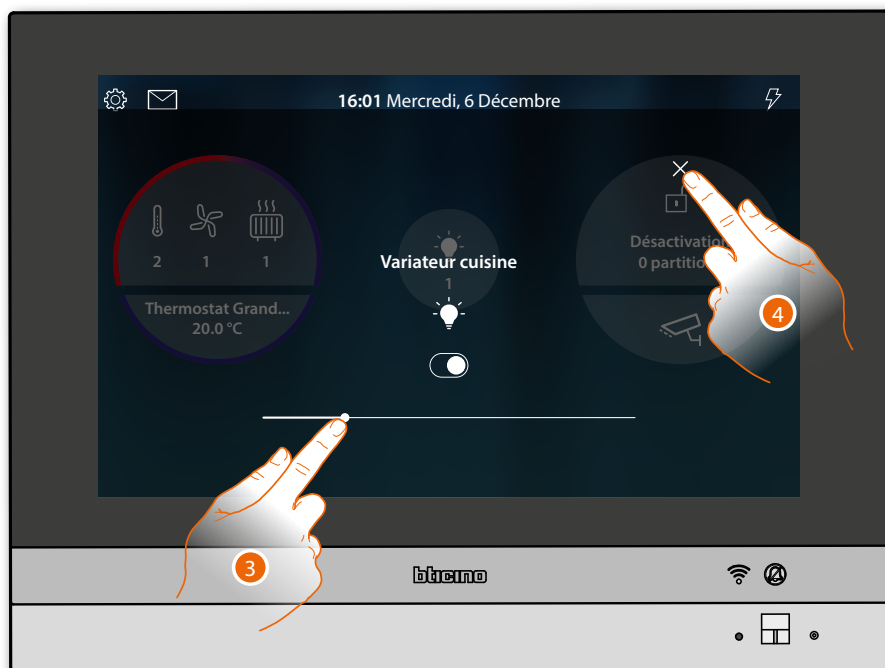 16:01 Mercredi, 6 Décembre
2 1 1
Thermostat Grand...
20.0 °C
Variateur cuisine
1
Désactivatio
0 partitio
4
3
bticino